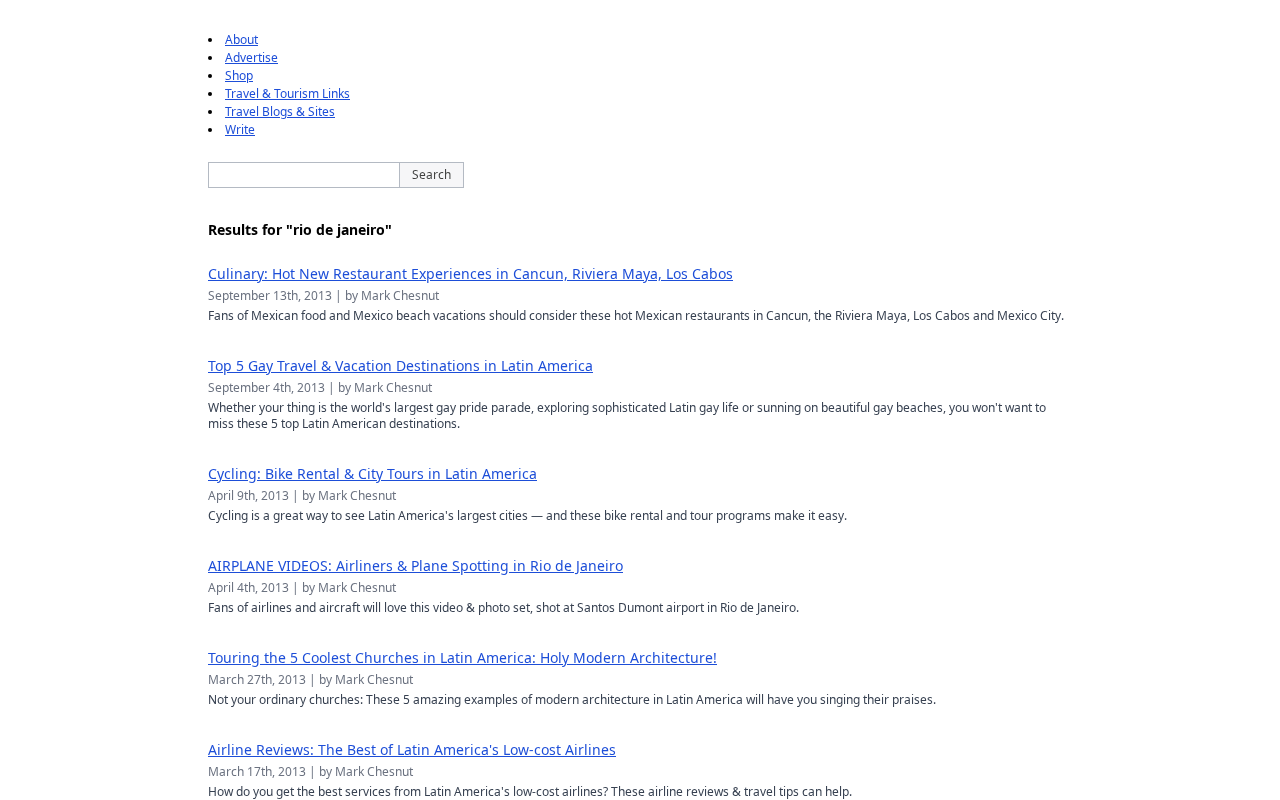 About
Advertise
Shop
Travel & Tourism Links
Travel Blogs & Sites
Write
Search
Results for "rio de janeiro"
Culinary: Hot New Restaurant Experiences in Cancun, Riviera Maya, Los Cabos
September 13th, 2013 | by Mark Chesnut
Fans of Mexican food and Mexico beach vacations should consider these hot Mexican restaurants in Cancun, the Riviera Maya, Los Cabos and Mexico City.
Top 5 Gay Travel & Vacation Destinations in Latin America
September 4th, 2013 | by Mark Chesnut
Whether your thing is the world's largest gay pride parade, exploring sophisticated Latin gay life or sunning on beautiful gay beaches, you won't want to
miss these 5 top Latin American destinations.
Cycling: Bike Rental & City Tours in Latin America
April 9th, 2013 | by Mark Chesnut
Cycling is a great way to see Latin America's largest cities — and these bike rental and tour programs make it easy.
AIRPLANE VIDEOS: Airliners & Plane Spotting in Rio de Janeiro
April 4th, 2013 | by Mark Chesnut
Fans of airlines and aircraft will love this video & photo set, shot at Santos Dumont airport in Rio de Janeiro.
Touring the 5 Coolest Churches in Latin America: Holy Modern Architecture!
March 27th, 2013 | by Mark Chesnut
Not your ordinary churches: These 5 amazing examples of modern architecture in Latin America will have you singing their praises.
Airline Reviews: The Best of Latin America's Low-cost Airlines
March 17th, 2013 | by Mark Chesnut
How do you get the best services from Latin America's low-cost airlines? These airline reviews & travel tips can help.